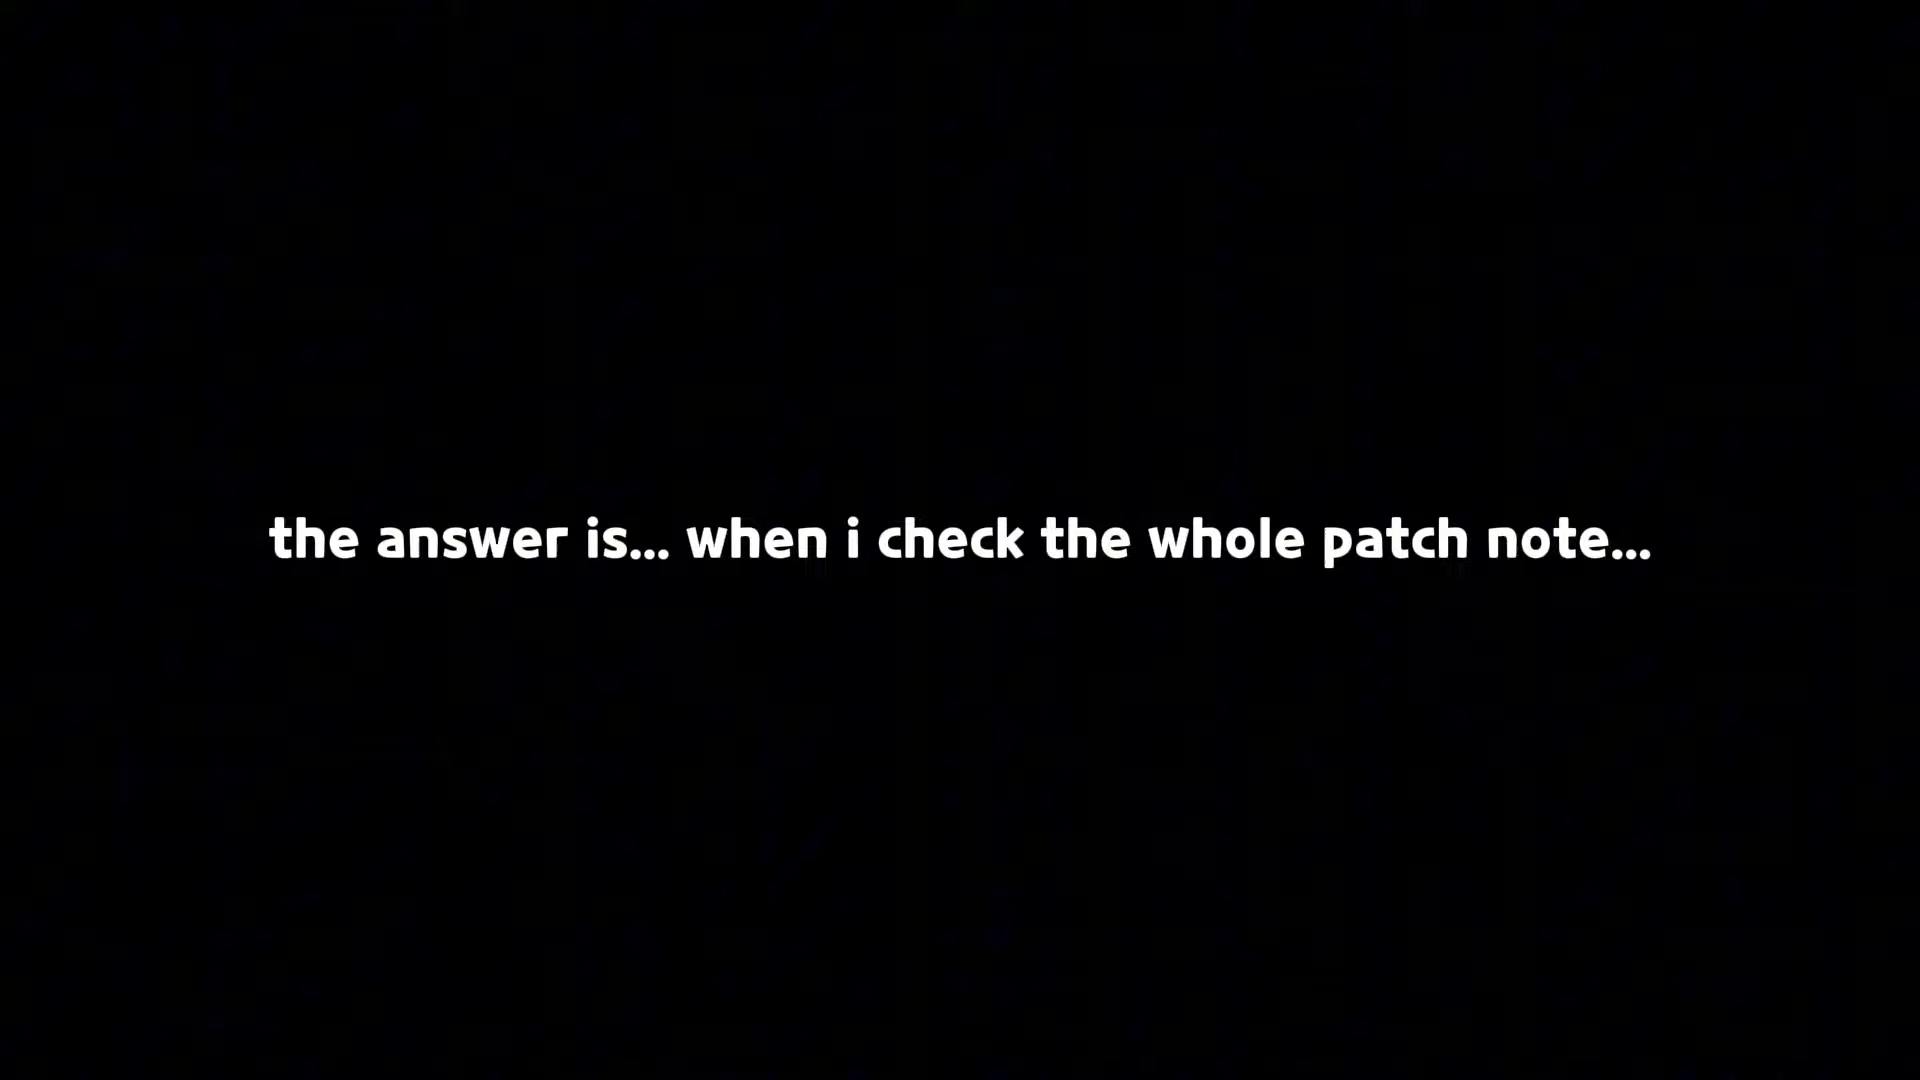 the answer is... when i check the whole patch note...